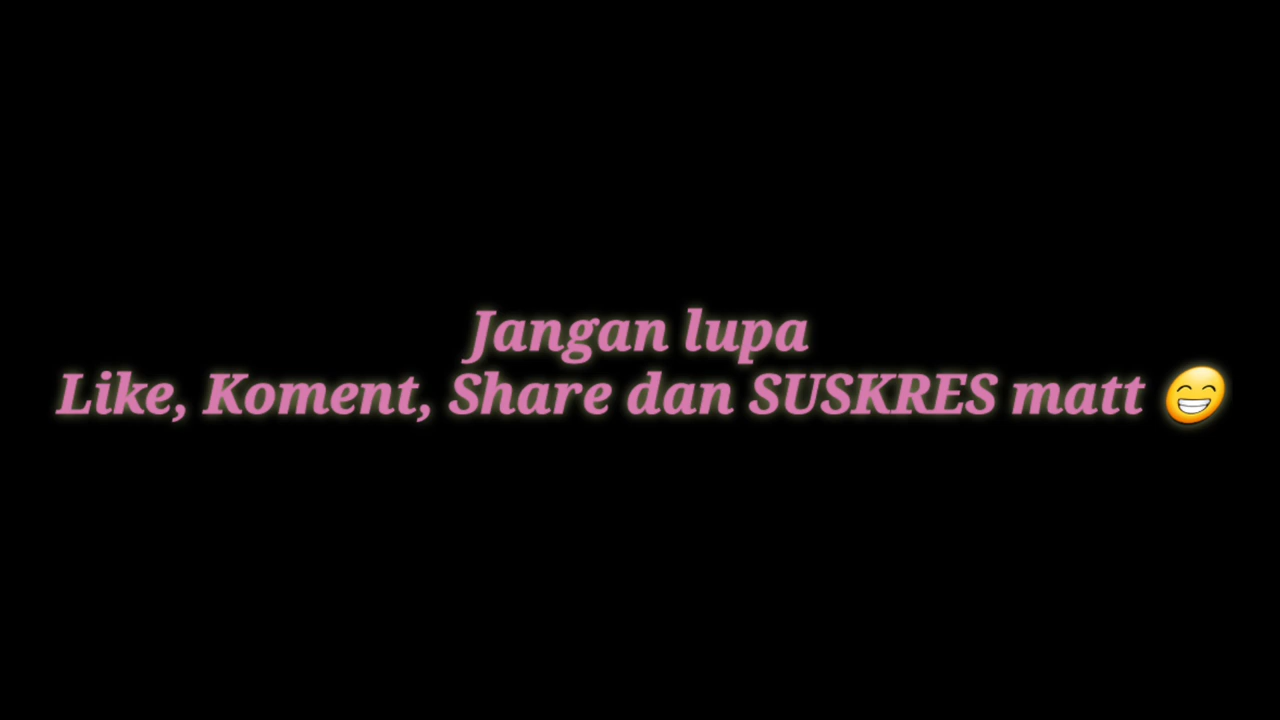 Jangan lupa
Like, Koment, Share dan SUSKRES matt 😁